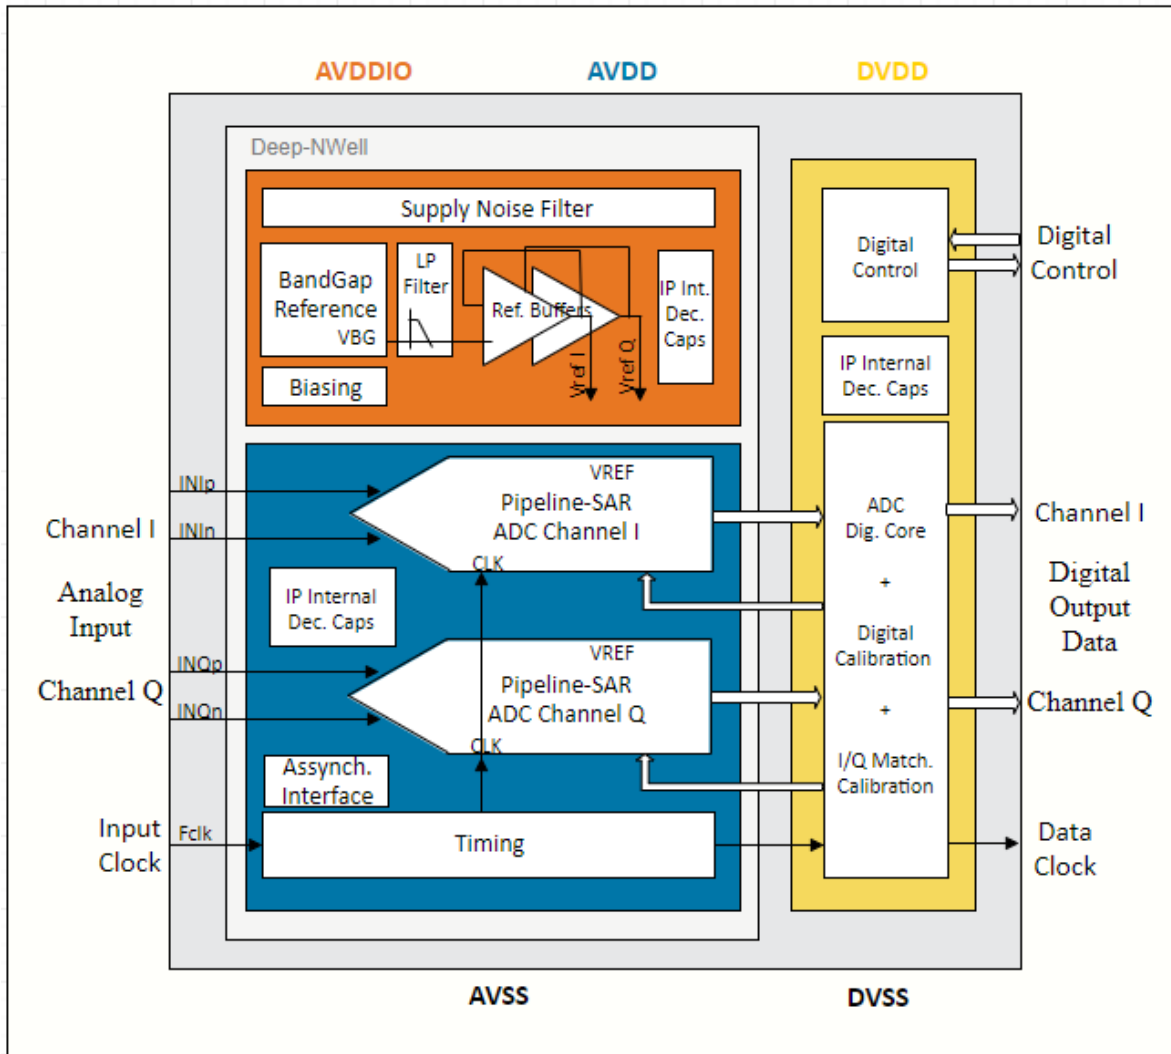 AVDDIO
AVDD
DVDD
Deep-NWell
Supply Noise Filter
BandGap
Reference
VBG
LP
Filter
Ref. Buffers
Vref I
Vref Q
IP Int.
Dec.
Caps
Biasing
Digital
Control
Digital
Control
IP Internal
Dec. Caps
Channel I
INIp
INIn
VREF
Pipeline-SAR
ADC Channel I
CLK
ADC
Dig. Core
+
Digital
Calibration
+
I/Q Match.
Calibration
Channel I
Analog
Input
IP Internal
Dec. Caps
Digital
Output
Data
Channel Q
INQp
INQn
VREF
Pipeline-SAR
ADC Channel Q
CLK
Channel Q
Assynch.
Interface
Input
Clock
Fclk
Timing
Data
Clock
AVSS
DVSS